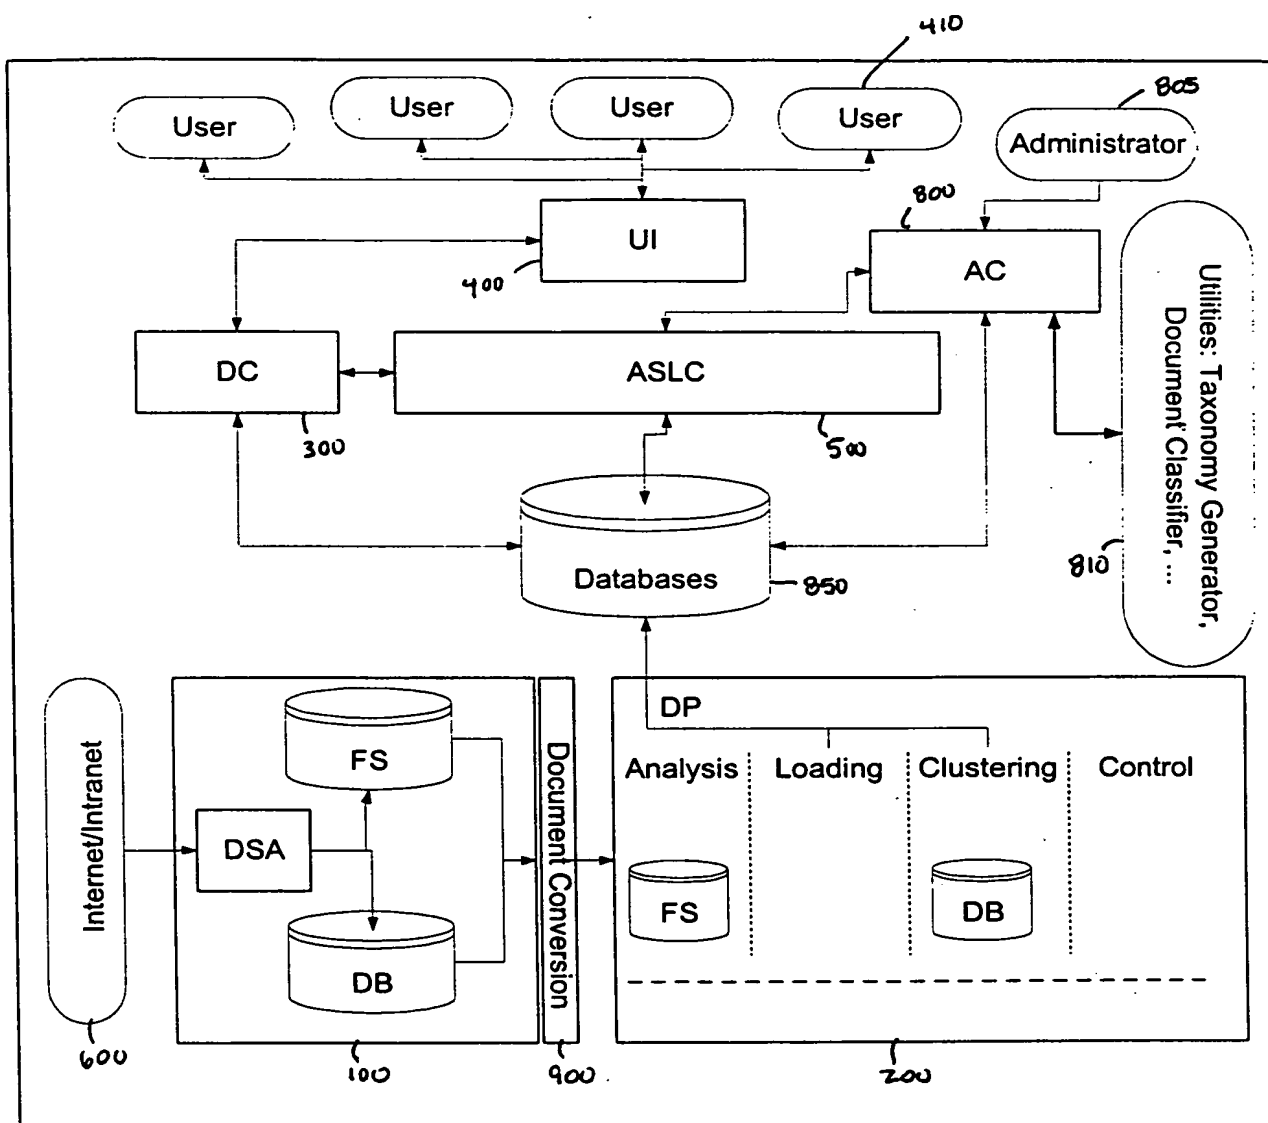 410
User
User
User
User
805
Administrator
800
UI
400
AC
Utilities: Taxonomy Generator,
Document Classifier, ...
810
DC
300
ASLC
500
Databases
850
Internet/Intranet
600
DSA
FS
DB
100
Document Conversion
900
DP
Analysis
Loading
Clustering
Control
FS
DB
200